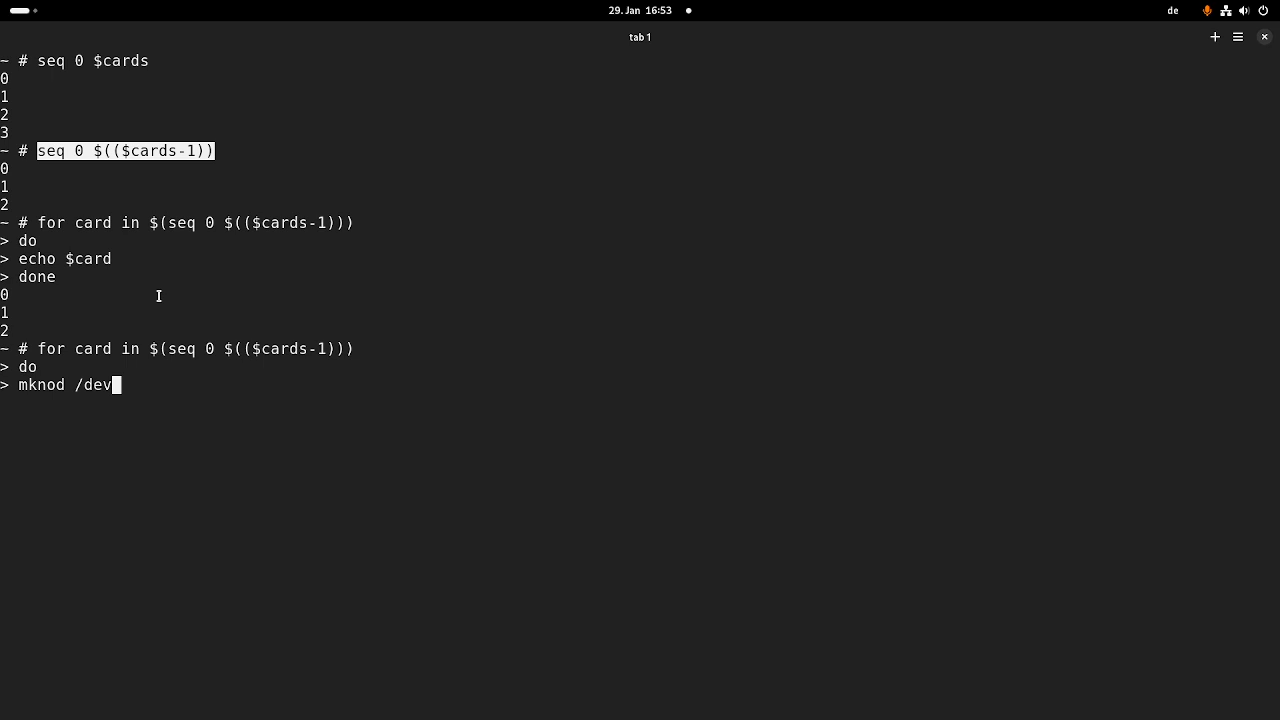 29. Jan 16:53
de
tab 1
~ # seq 0 $cards
0
1
2
3
~ # seq 0 $(($cards-1))
0
1
2
~ # for card in $(seq 0 $(($cards-1)))
> do
> echo $card
> done
0
1
2
~ # for card in $(seq 0 $(($cards-1)))
> do
> mknod /dev